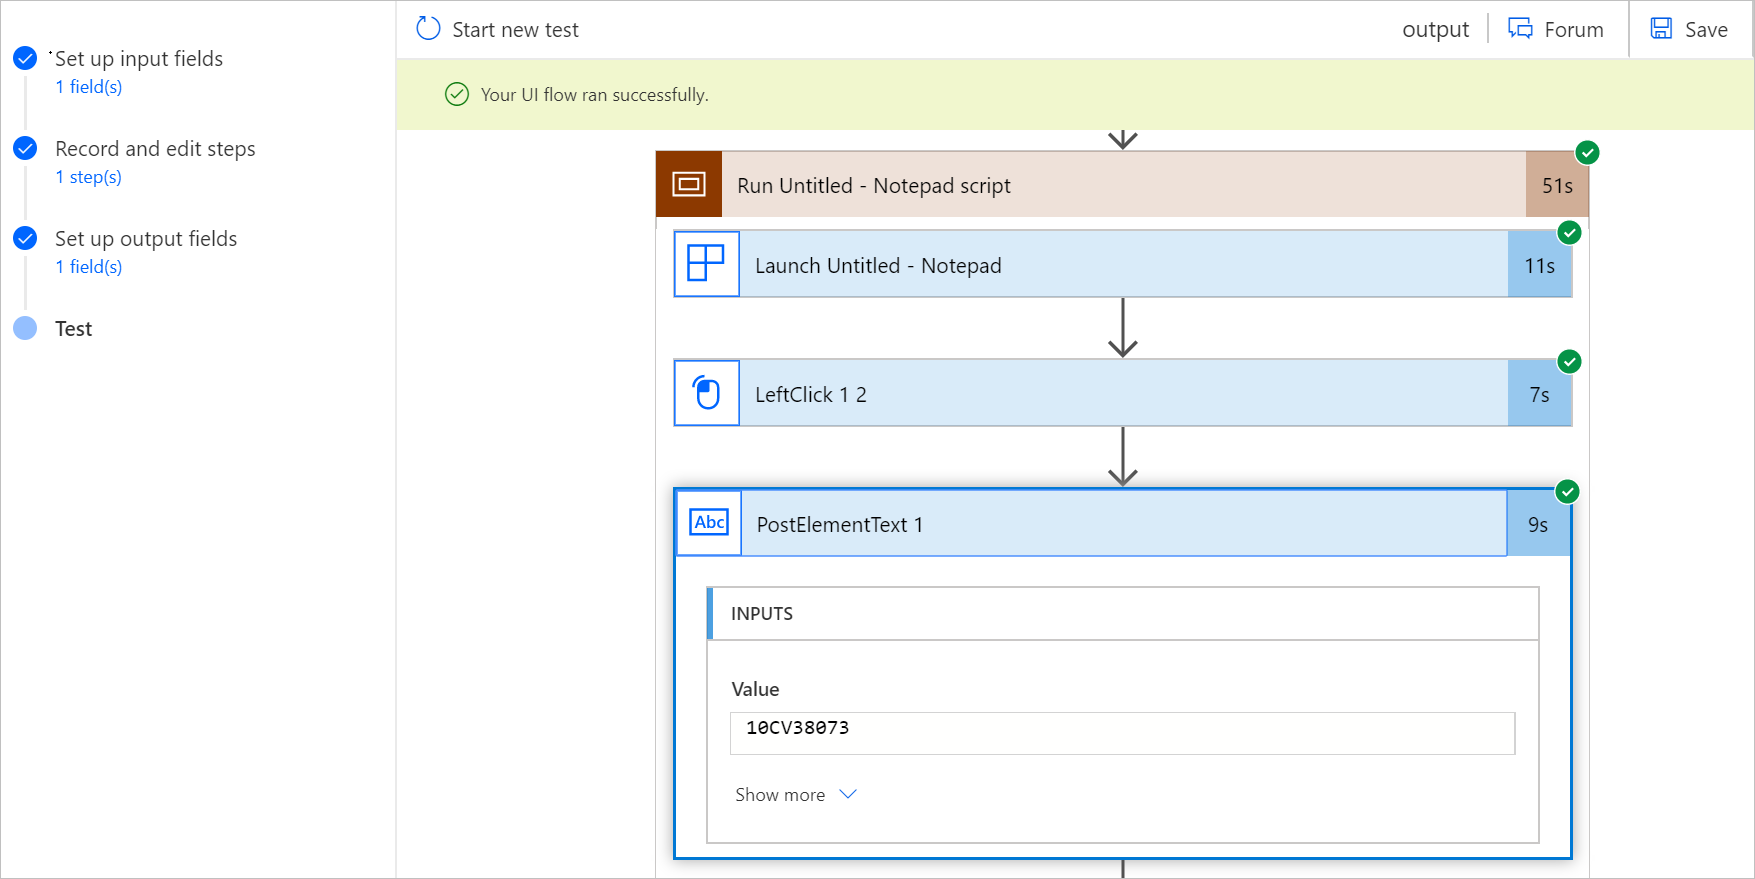 Set up input fields
1 field(s)
Record and edit steps
1 step(s)
Set up output fields
1 field(s)
Test
Start new test
output
Forum
Save
Your UI flow ran successfully.
Run Untitled - Notepad script
51s
Launch Untitled - Notepad
11s
LeftClick 1 2
7s
Abc
PostElementText 1
9s
INPUTS
Value
10CV38073
Show more